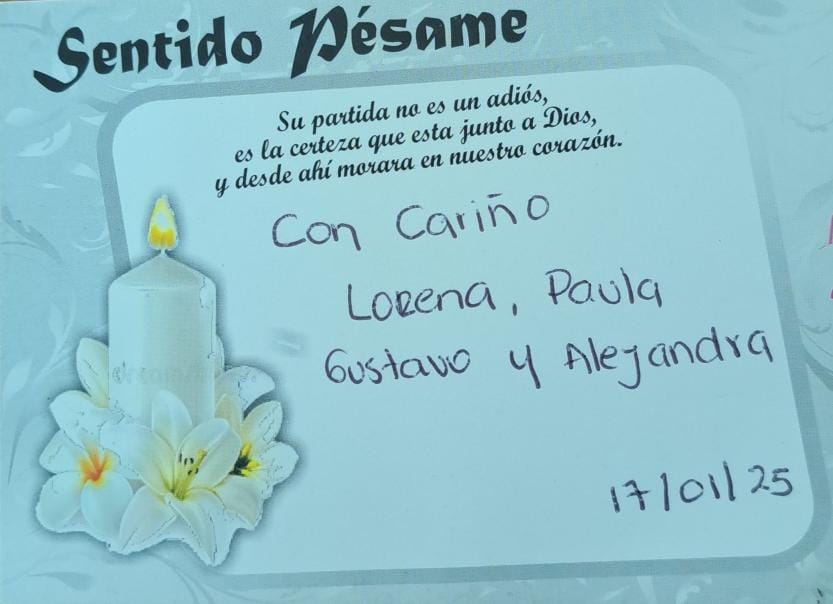 Sentido Pésame
Su partida no es un adiós,
es la certeza que esta junto a Dios,
y desde ahí morara en nuestro corazón.
Con Cariño
Lorena, Paula
Gustavo y Alejandra
17/01/25